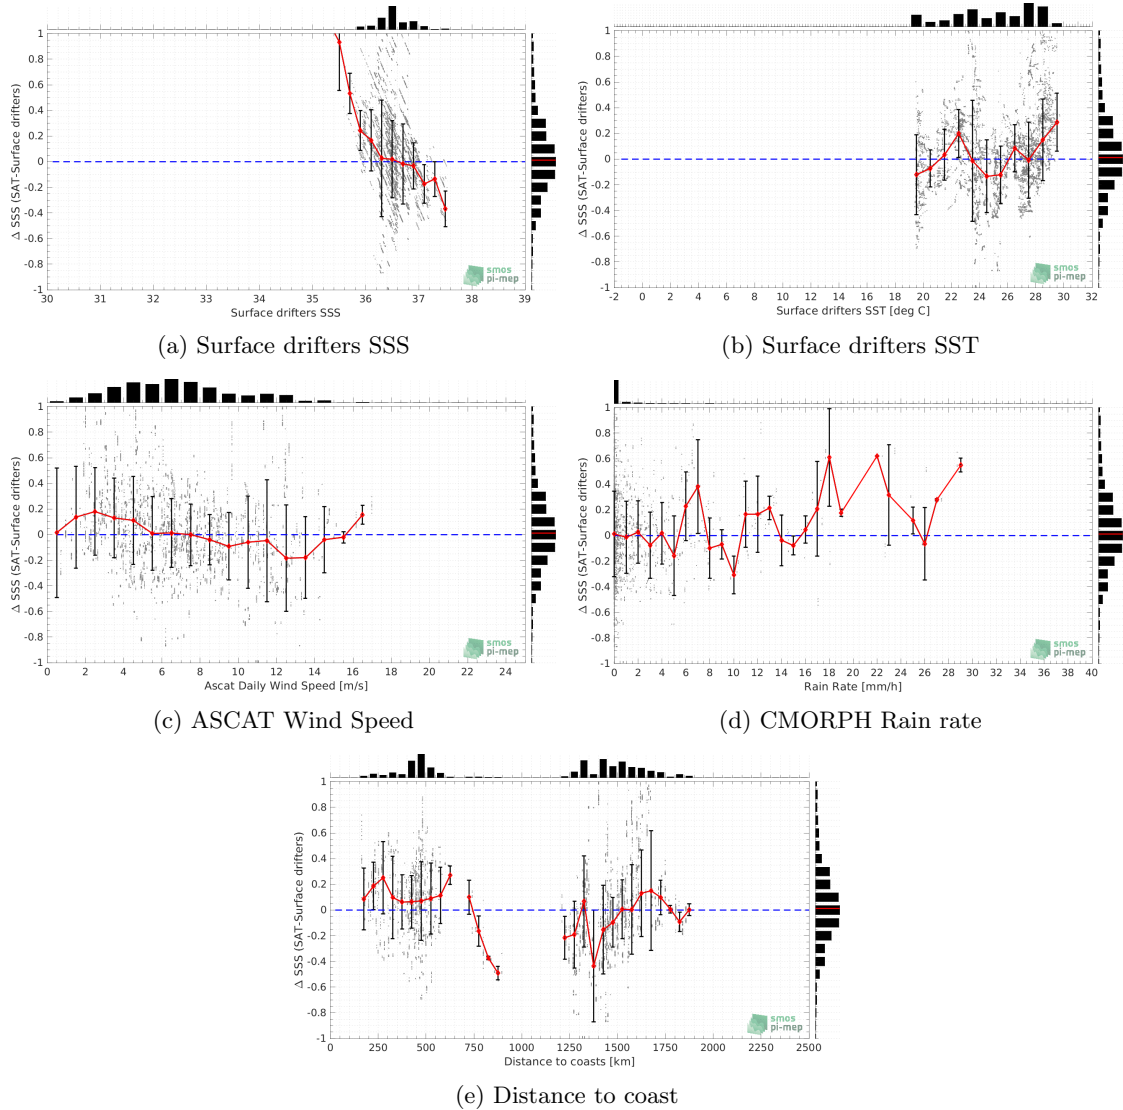 1
0.8
0.6
0.4
0.2
0
-0.2
-0.4
-0.6
-0.8
-1
Δ SSS (SAT-Surface drifters)
30 31 32 33 34 35 36 37 38 39
Surface drifters SSS
smos
pi-mep
(a) Surface drifters SSS
1
0.8
0.6
0.4
0.2
0
-0.2
-0.4
-0.6
-0.8
-1
Δ SSS (SAT-Surface drifters)
-2 0 2 4 6 8 10 12 14 16 18 20 22 24 26 28 30 32
Surface drifters SST [deg C]
smos
pi-mep
(b) Surface drifters SST
1
0.8
0.6
0.4
0.2
0
-0.2
-0.4
-0.6
-0.8
-1
Δ SSS (SAT-Surface drifters)
0 2 4 6 8 10 12 14 16 18 20 22 24
Ascat Daily Wind Speed [m/s]
smos
pi-mep
(c) ASCAT Wind Speed
1
0.8
0.6
0.4
0.2
0
-0.2
-0.4
-0.6
-0.8
-1
Δ SSS (SAT-Surface drifters)
0 2 4 6 8 10 12 14 16 18 20 22 24 26 28 30 32 34 36 38 40
Rain Rate [mm/h]
smos
pi-mep
(d) CMORPH Rain rate
1
0.8
0.6
0.4
0.2
0
-0.2
-0.4
-0.6
-0.8
-1
Δ SSS (SAT-Surface drifters)
0 250 500 750 1000 1250 1500 1750 2000 2250 2500
Distance to coasts [km]
smos
pi-mep
(e) Distance to coast